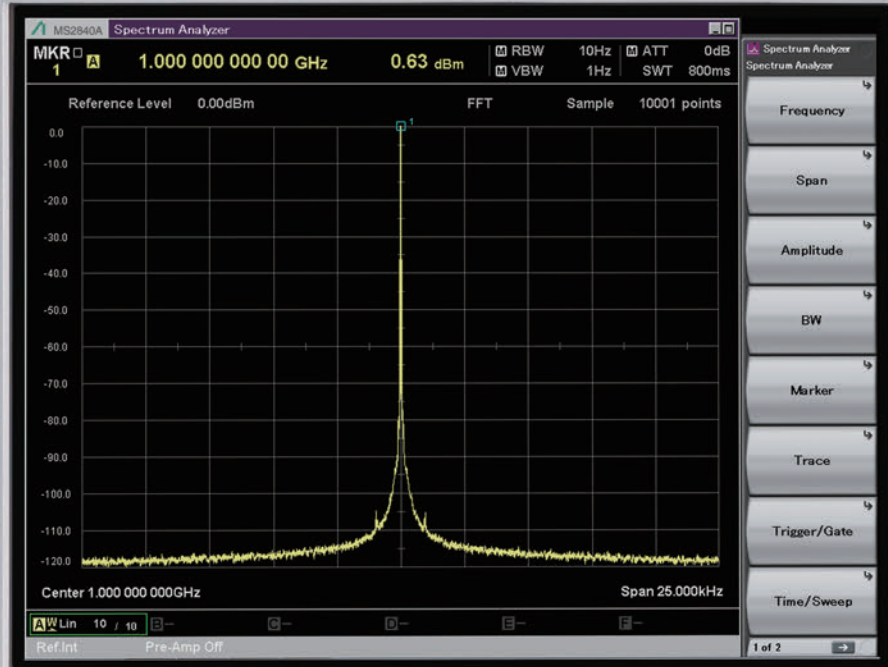 MS2840A Spectrum Analyzer
MKR 1 A 1.000 000 000 00 GHz 0.63 dBm
M RBW 10Hz M ATT 0dB
M VBW 1Hz SWT 800ms
Reference Level 0.00dBm FFT Sample 10001 points
1
0.0
-10.0
-20.0
-30.0
-40.0
-50.0
-60.0
-70.0
-80.0
-90.0
-100.0
-110.0
-120.0
Center 1.000 000 000GHz Span 25.000kHz
A W Lin 10 / 10 B- C- D- E- F-
Ref.Int Pre-Amp Off
Spectrum Analyzer
Spectrum Analyzer
Frequency
Span
Amplitude
BW
Marker
Trace
Trigger/Gate
Time/Sweep
1 of 2